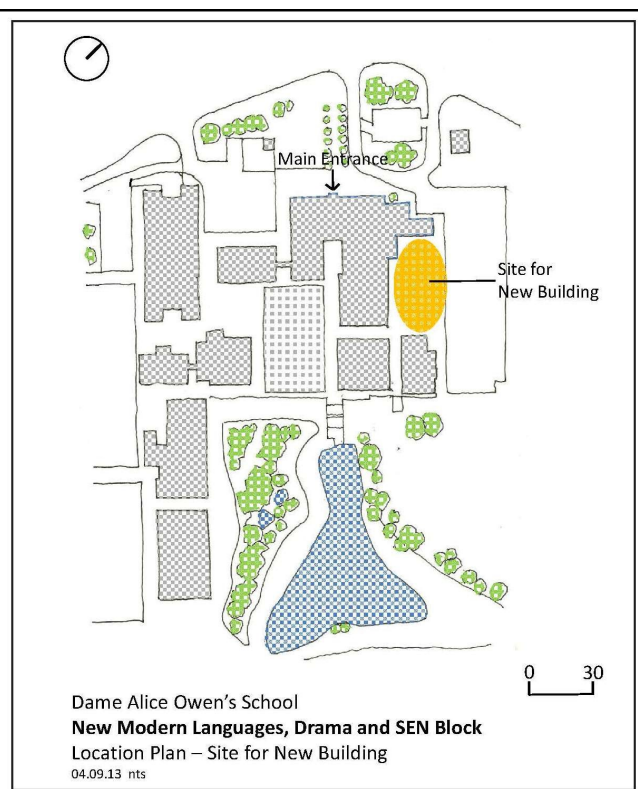 Main Entrance
Site for
New Building
0 30
Dame Alice Owen's School
New Modern Languages, Drama and SEN Block
Location Plan – Site for New Building
04.09.13 nts